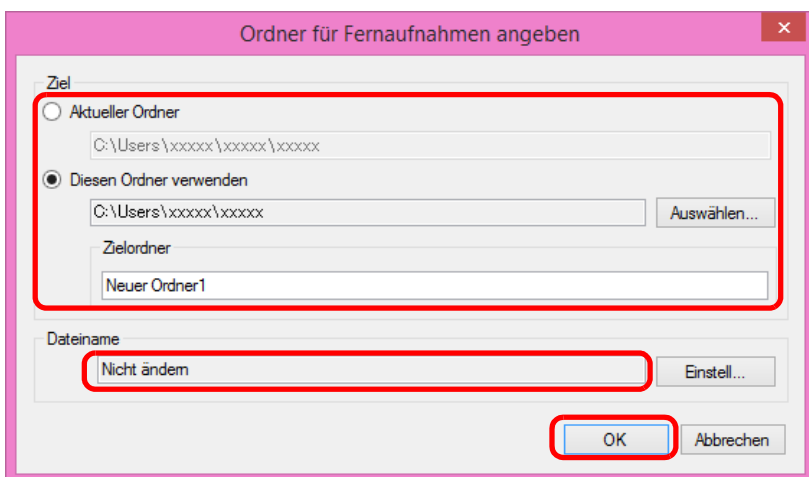 Ordner für Fernaufnahmen angeben
Ziel
Aktueller Ordner
C:\Users\xxxxx\xxxxx\xxxxx
Diesen Ordner verwenden
C:\Users\xxxxx\xxxxx
Auswählen...
Zielordner
Neuer Ordner1
Dateiname
Nicht ändern
Einstell...
OK
Abbrechen